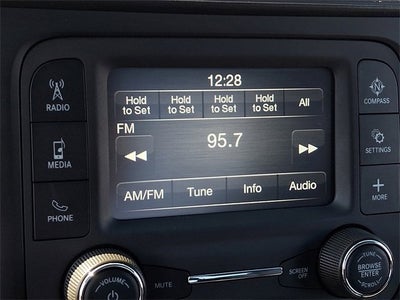 12:28
Hold to Set Hold to Set Hold to Set Hold to Set All
RADIO
COMPASS
FM
95.7
MEDIA
SETTINGS
AM/FM Tune Info Audio
PHONE
MORE
VOLUME
MUTE
SCREEN OFF
TUNE
BROWSE
ENTER
SCROLL